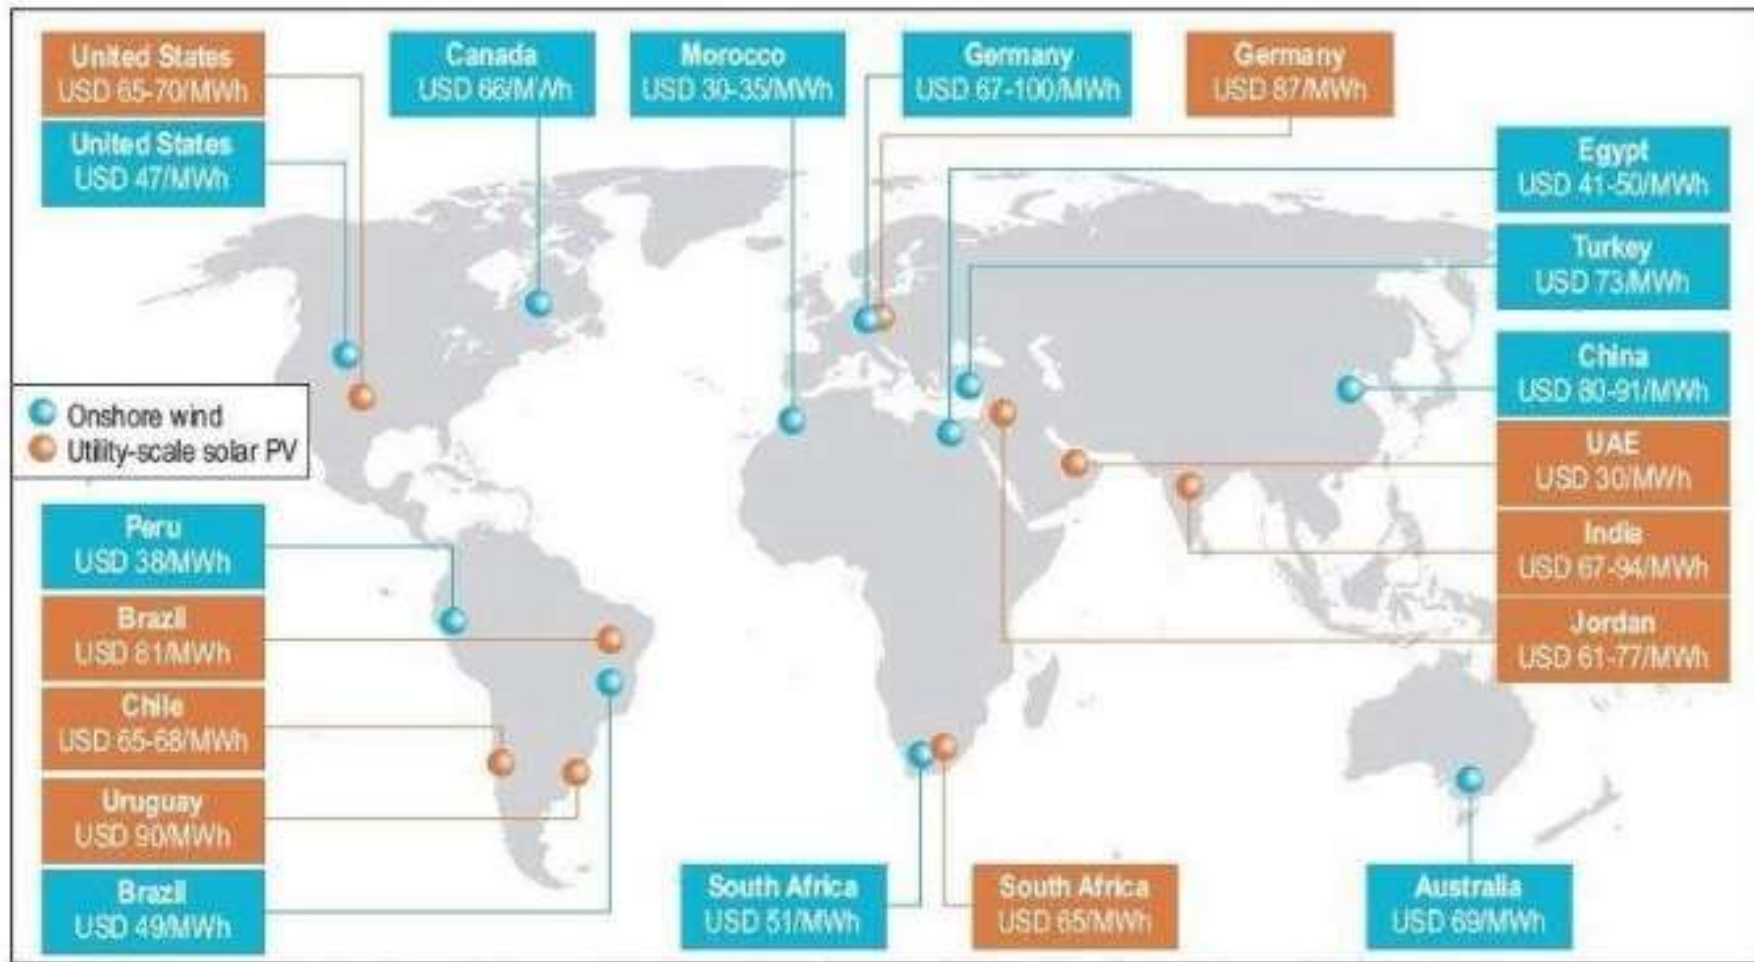 United States
USD 65-70/MWh
United States
USD 47/MWh
Canada
USD 66/MWh
Morocco
USD 30-35/MWh
Germany
USD 67-100/MWh
Germany
USD 87/MWh
Egypt
USD 41-50/MWh
Turkey
USD 73/MWh
China
USD 80-91/MWh
UAE
USD 30/MWh
India
USD 67-94/MWh
Jordan
USD 61-77/MWh
Onshore wind
Utility-scale solar PV
Peru
USD 38/MWh
Brazil
USD 81/MWh
Chile
USD 65-68/MWh
Uruguay
USD 90/MWh
Brazil
USD 49/MWh
South Africa
USD 51/MWh
South Africa
USD 65/MWh
Australia
USD 69/MWh